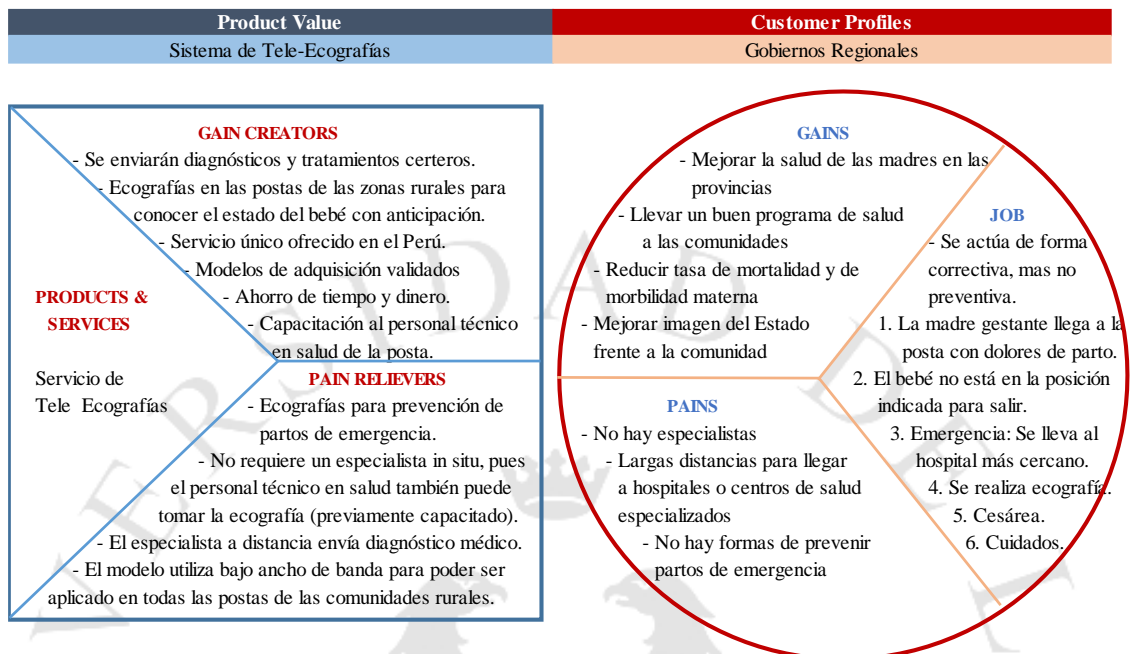 Product Value
Customer Profiles
Sistema de Tele-Ecografías
Gobiernos Regionales
GAIN CREATORS
- Se enviarán diagnósticos y tratamientos certeros.
- Ecografías en las postas de las zonas rurales para
conocer el estado del bebé con anticipación.
- Servicio único ofrecido en el Perú.
- Modelos de adquisición validados
- Ahorro de tiempo y dinero.
- Capacitación al personal técnico
en salud de la posta.
PRODUCTS &
SERVICES
Servicio de
Tele Ecografías
PAIN RELIEVERS
- Ecografías para prevención de
partos de emergencia.
- No requiere un especialista in situ, pues
el personal técnico en salud también puede
tomar la ecografía (previamente capacitado).
- El especialista a distancia envía diagnóstico médico.
- El modelo utiliza bajo ancho de banda para poder ser
aplicado en todas las postas de las comunidades rurales.
GAINS
- Mejorar la salud de las madres en las
provincias
- Llevar un buen programa de salud
a las comunidades
- Reducir tasa de mortalidad y de
morbilidad materna
- Mejorar imagen del Estado
frente a la comunidad
JOB
- Se actúa de forma
correctiva, mas no
preventiva.
1. La madre gestante llega a la
posta con dolores de parto.
2. El bebé no está en la posición
indicada para salir.
3. Emergencia: Se lleva al
hospital más cercano.
4. Se realiza ecografía.
5. Cesárea.
6. Cuidados.
PAINS
- No hay especialistas
- Largas distancias para llegar
a hospitales o centros de salud
especializados
- No hay formas de prevenir
partos de emergencia
VERSIDAD DE L